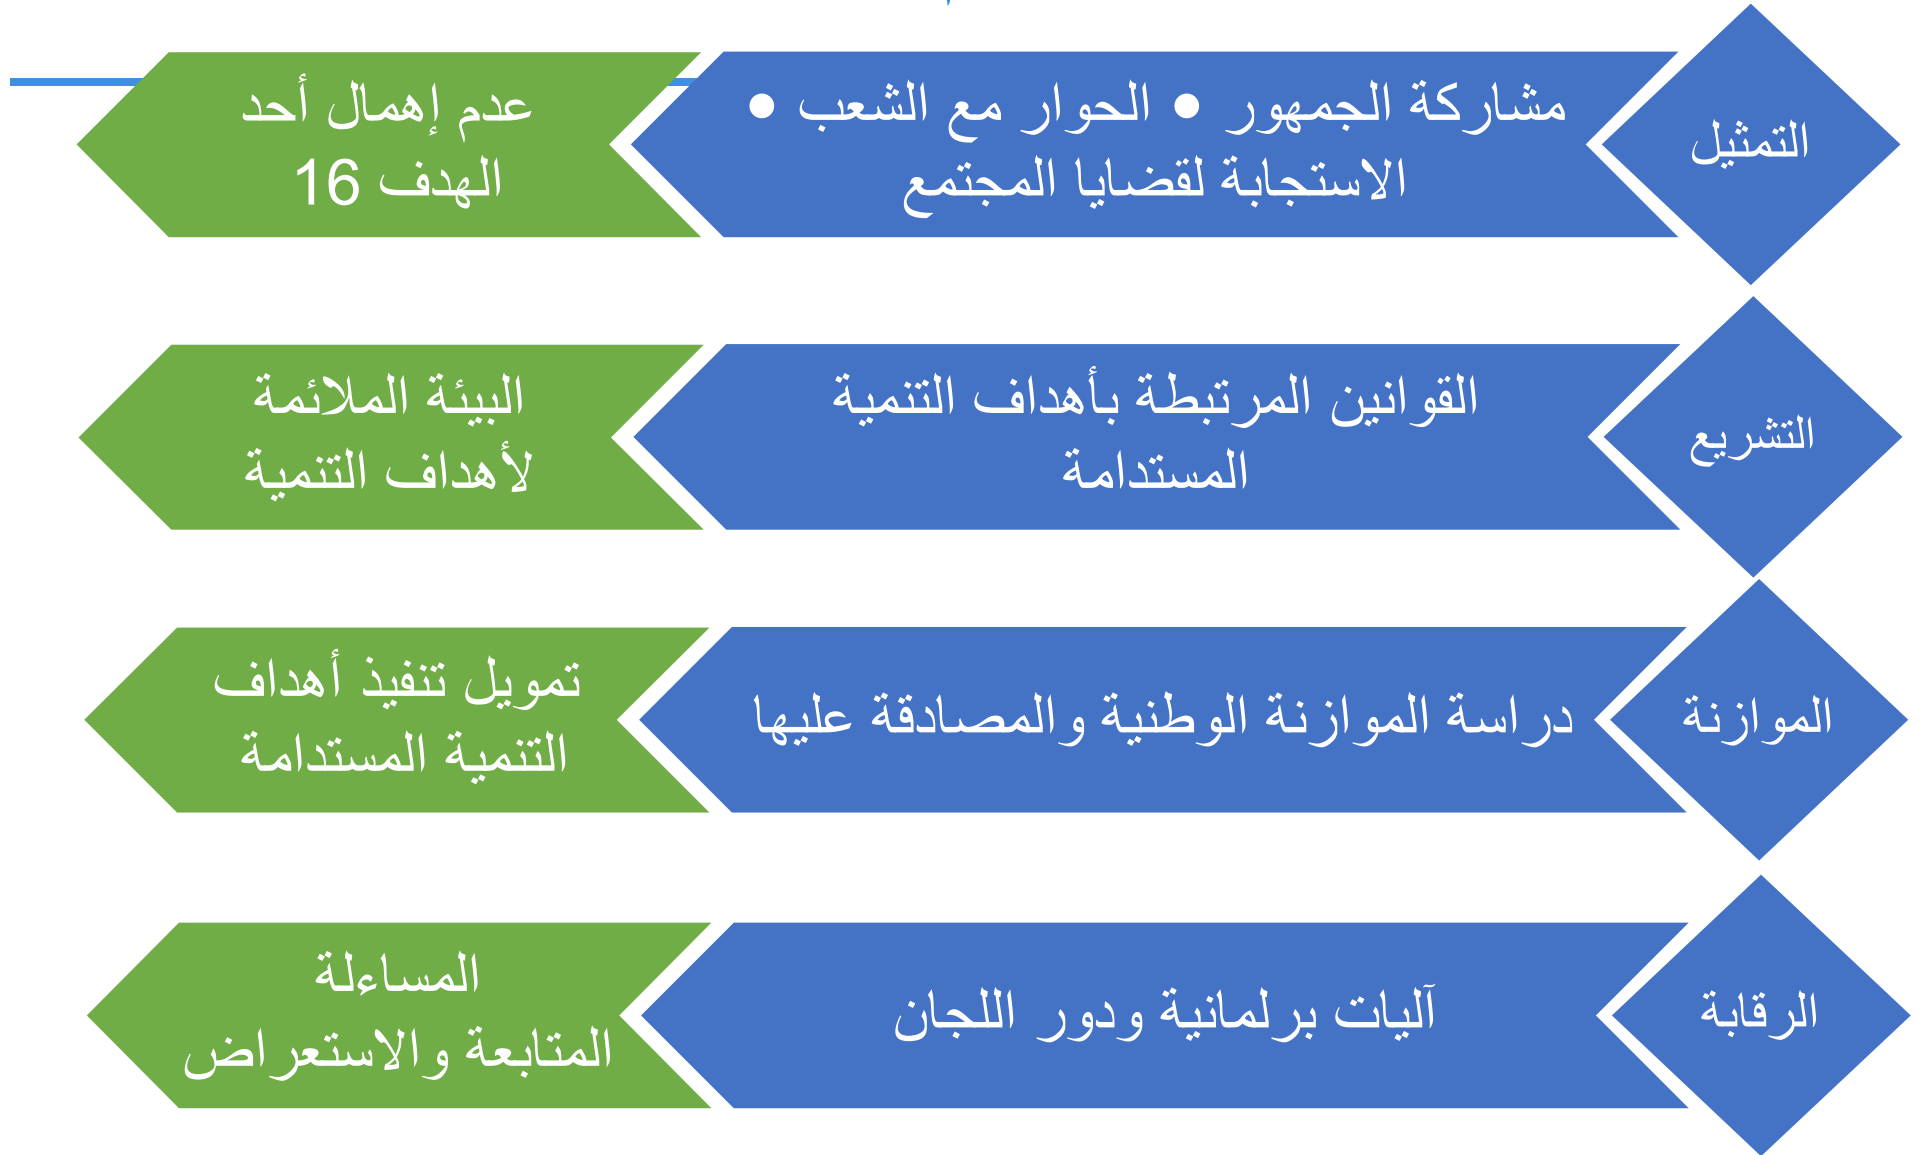 التمثيل
مشاركة الجمهور • الحوار مع الشعب •
الاستجابة لقضايا المجتمع
عدم إهمال أحد
الهدف 16
التشريع
القوانين المرتبطة بأهداف التنمية
المستدامة
البيئة الملائمة
لأهداف التنمية
الموازنة
دراسة الموازنة الوطنية والمصادقة عليها
تمويل تنفيذ أهداف
التنمية المستدامة
الرقابة
آليات برلمانية ودور اللجان
المساءلة
المتابعة والاستعراض